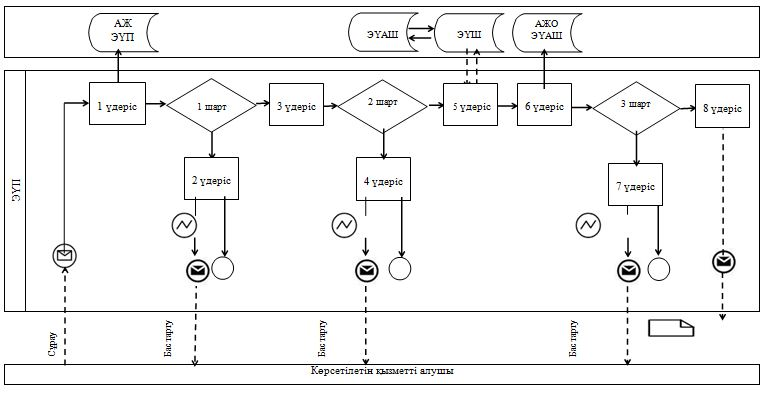 АЖ
ЭҮП
ЭҮАШ
ЭҮШ
АЖО
ЭҮАШ
1 үдеріс
1 шарт
3 үдеріс
2 шарт
5 үдеріс
6 үдеріс
3 шарт
8 үдеріс
2 үдеріс
4 үдеріс
7 үдеріс
ЭҮП
Сұрау
Бас тарту
Бас тарту
Бас тарту
Көрсетілетін қызметті алушы